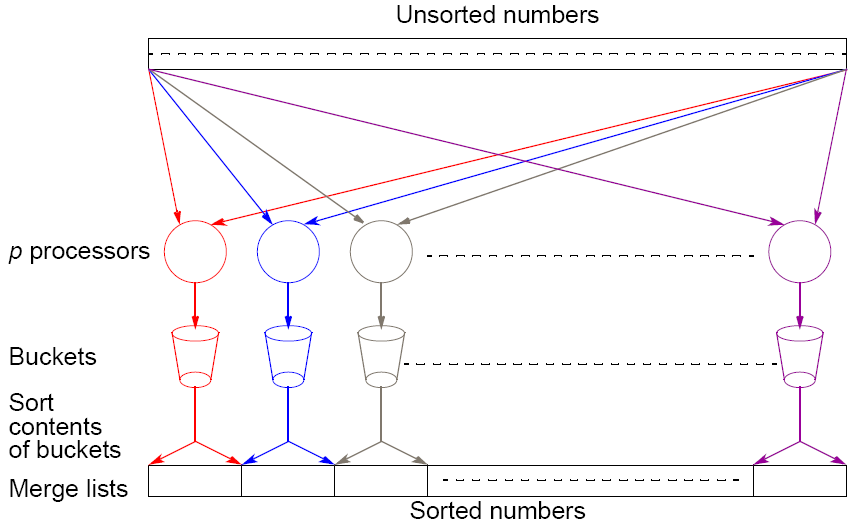 Unsorted numbers
p processors
Buckets
Sort
contents
of buckets
Merge lists
Sorted numbers